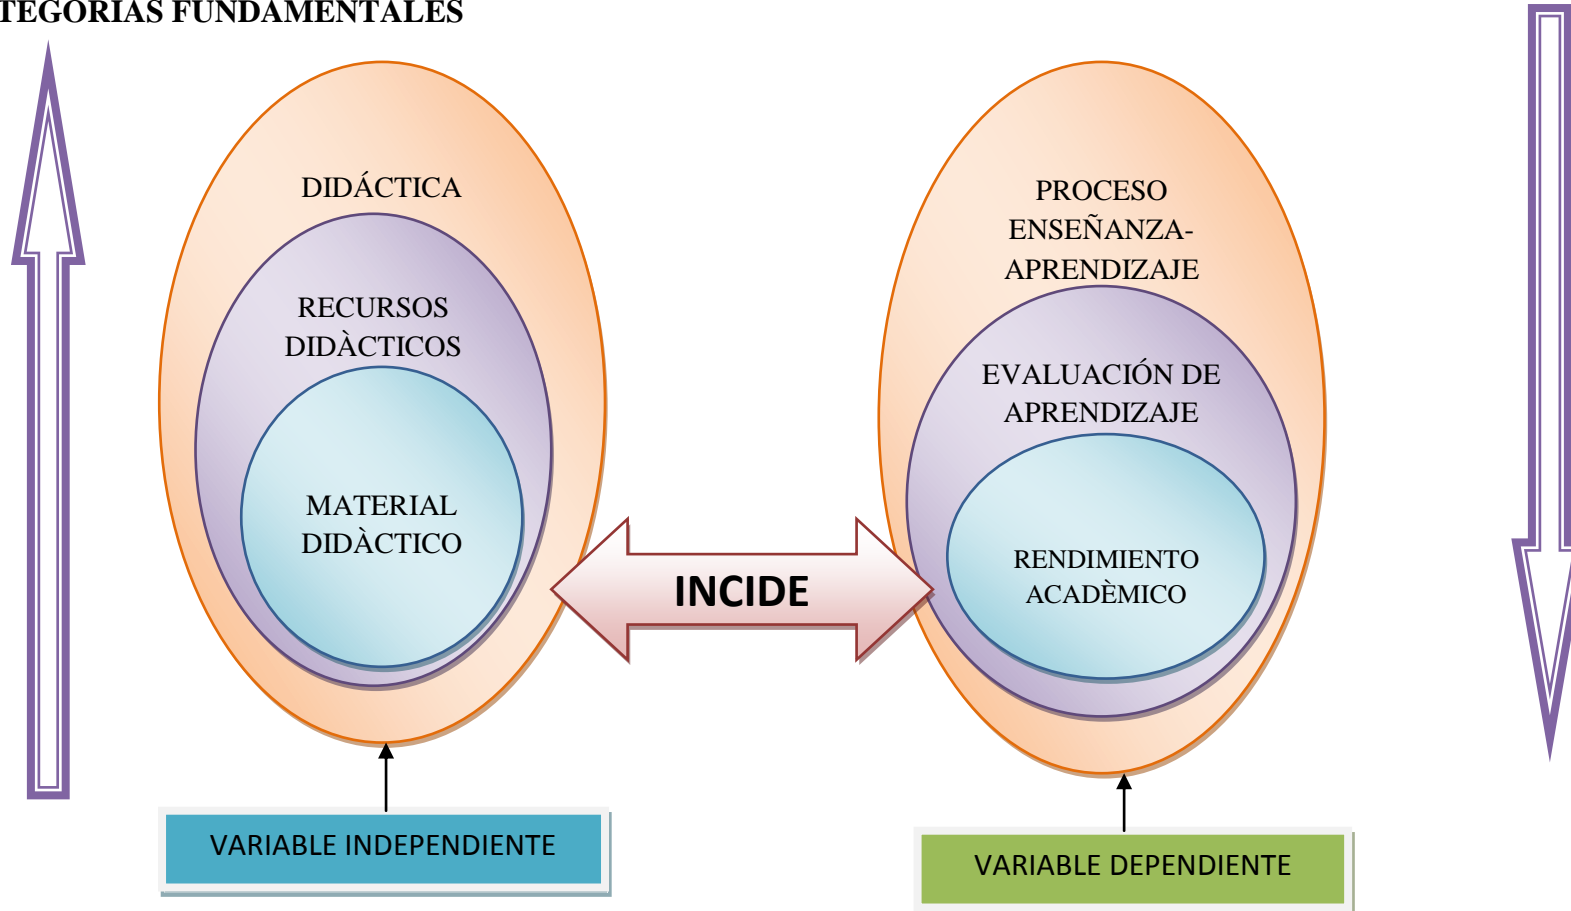 TEGORÍAS FUNDAMENTALES
DIDÁCTICA
RECURSOS
DIDÀCTICOS
MATERIAL
DIDÀCTICO
INCIDE
PROCESO
ENSEÑANZA-
APRENDIZAJE
EVALUACIÓN DE
APRENDIZAJE
RENDIMIENTO
ACADÈMICO
VARIABLE INDEPENDIENTE
VARIABLE DEPENDIENTE